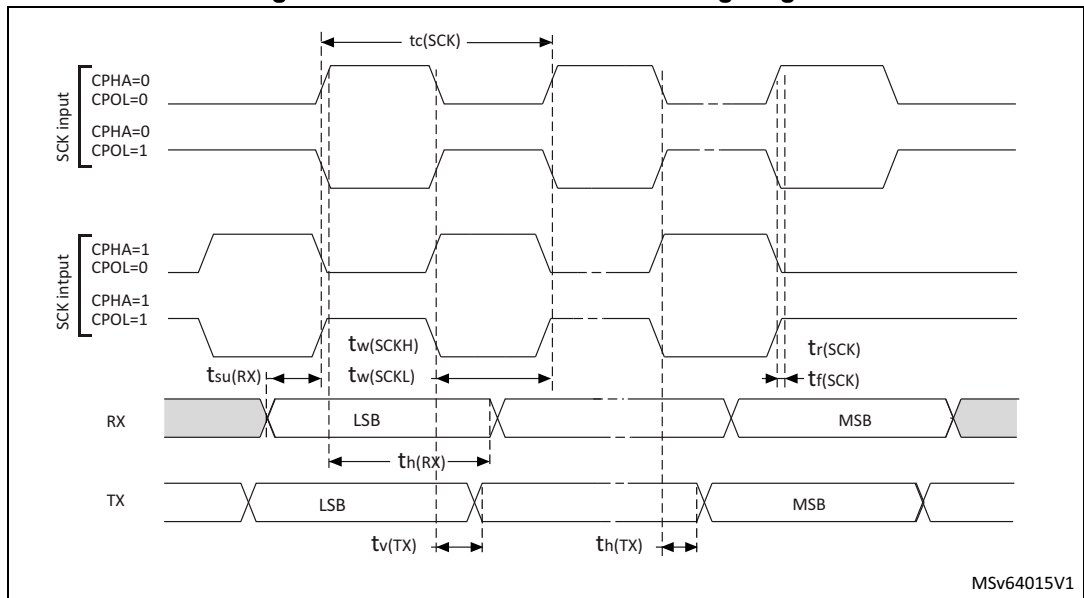 tc(SCK)
SCK input
CPHA=0
CPOL=0
CPHA=0
CPOL=1
SCK intput
CPHA=1
CPOL=0
CPHA=1
CPOL=1
tw(SCKH)
tw(SCKL)
tr(SCK)
tf(SCK)
tsu(RX)
RX
LSB
MSB
th(RX)
TX
LSB
MSB
tv(TX)
th(TX)
MSv64015V1